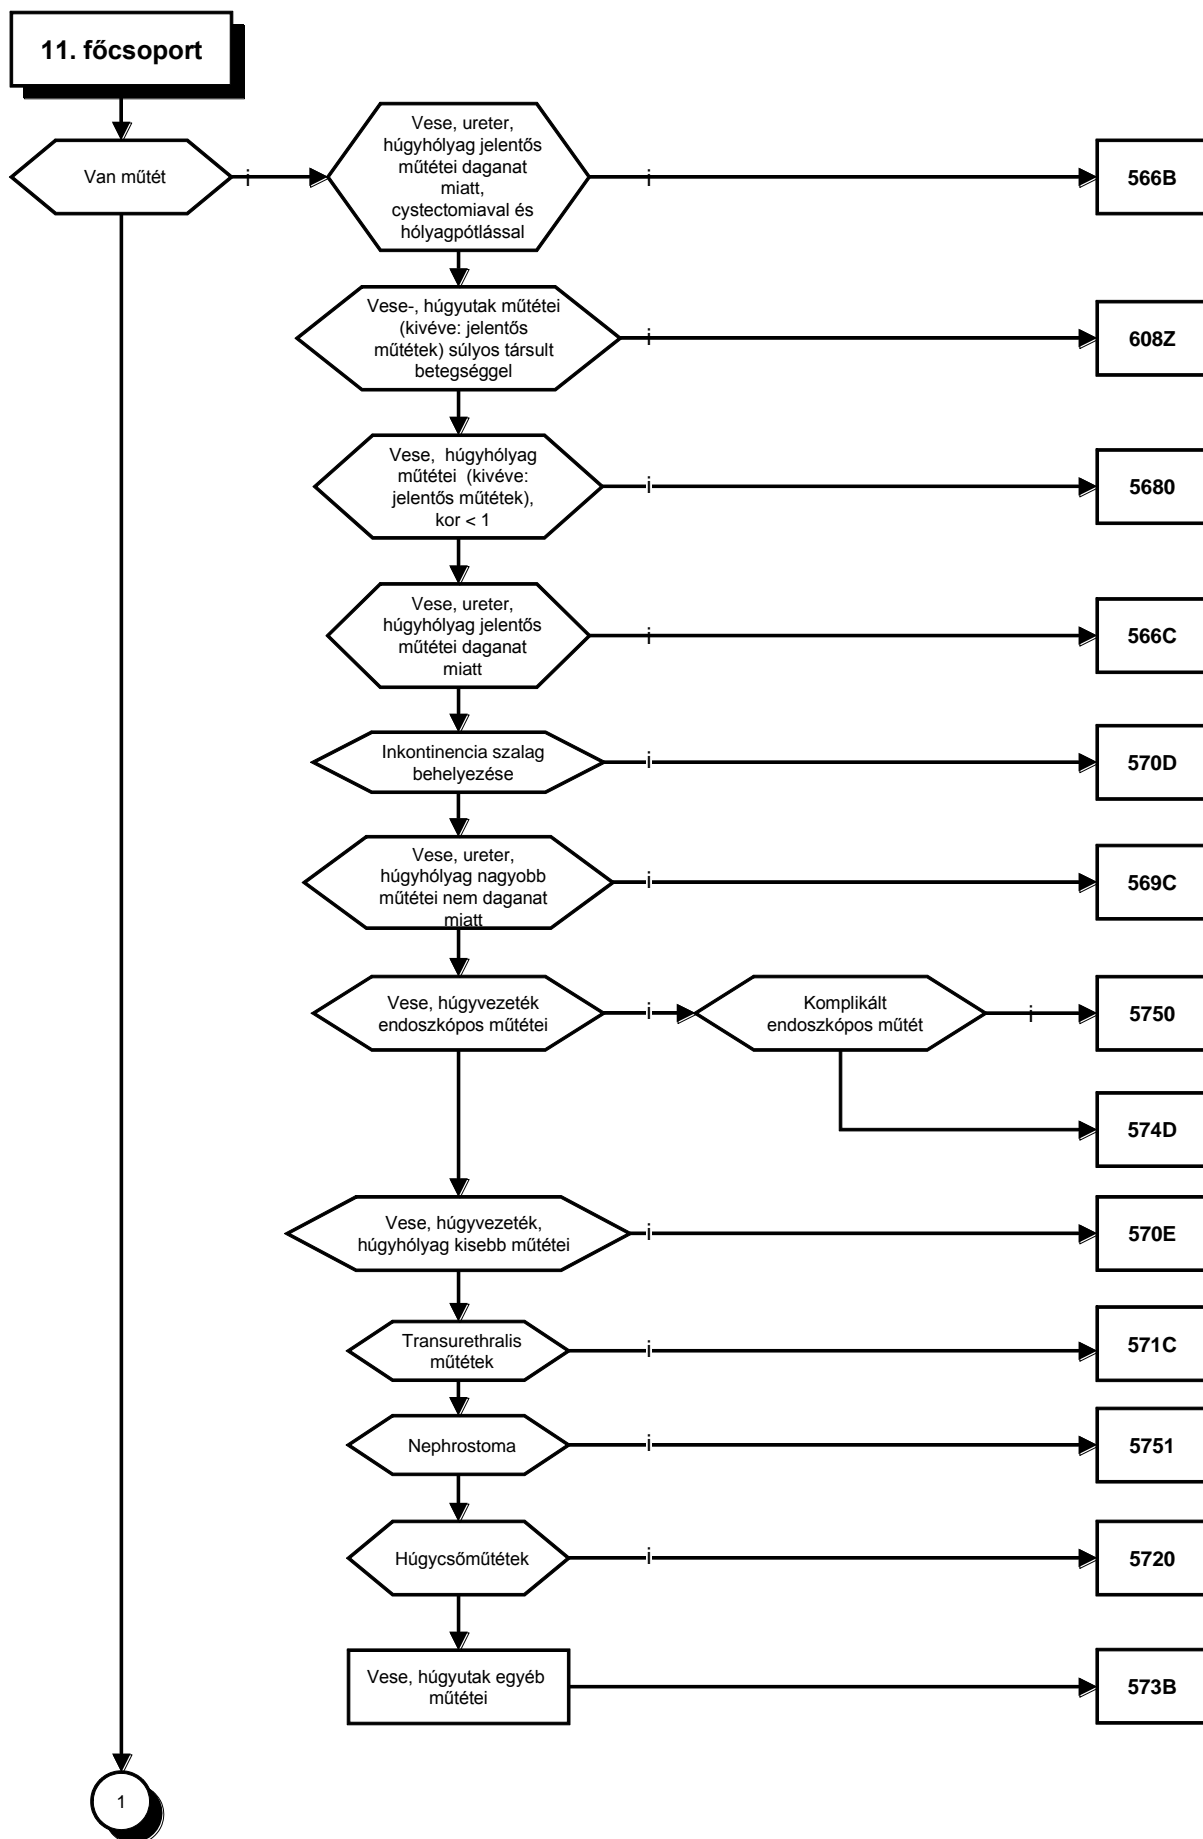 11. főcsoport
Van műtét
i
Vese, ureter,
húgyhólyag jelentős
műtétei daganat
miatt,
cystectomiaval és
hólyagpótlással
i
566B
Vese-, húgyutak műtétei
(kivéve: jelentős
műtétek) súlyos társult
betegséggel
i
608Z
Vese, húgyhólyag
műtétei (kivéve:
jelentős műtétek),
kor < 1
i
5680
Vese, ureter,
húgyhólyag jelentős
műtétei daganat
miatt
i
566C
Inkontinencia szalag
behelyezése
i
570D
Vese, ureter,
húgyhólyag nagyobb
műtétei nem daganat
miatt
i
569C
Vese, húgyvezeték
endoszkópos műtétei
i
Komplikált
endoszkópos műtét
i
5750
574D
Vese, húgyvezeték,
húgyhólyag kisebb műtétei
i
570E
Transurethralis
műtétek
i
571C
Nephrostoma
i
5751
Húgycsőműtétek
i
5720
Vese, húgyutak egyéb
műtétei
573B
1